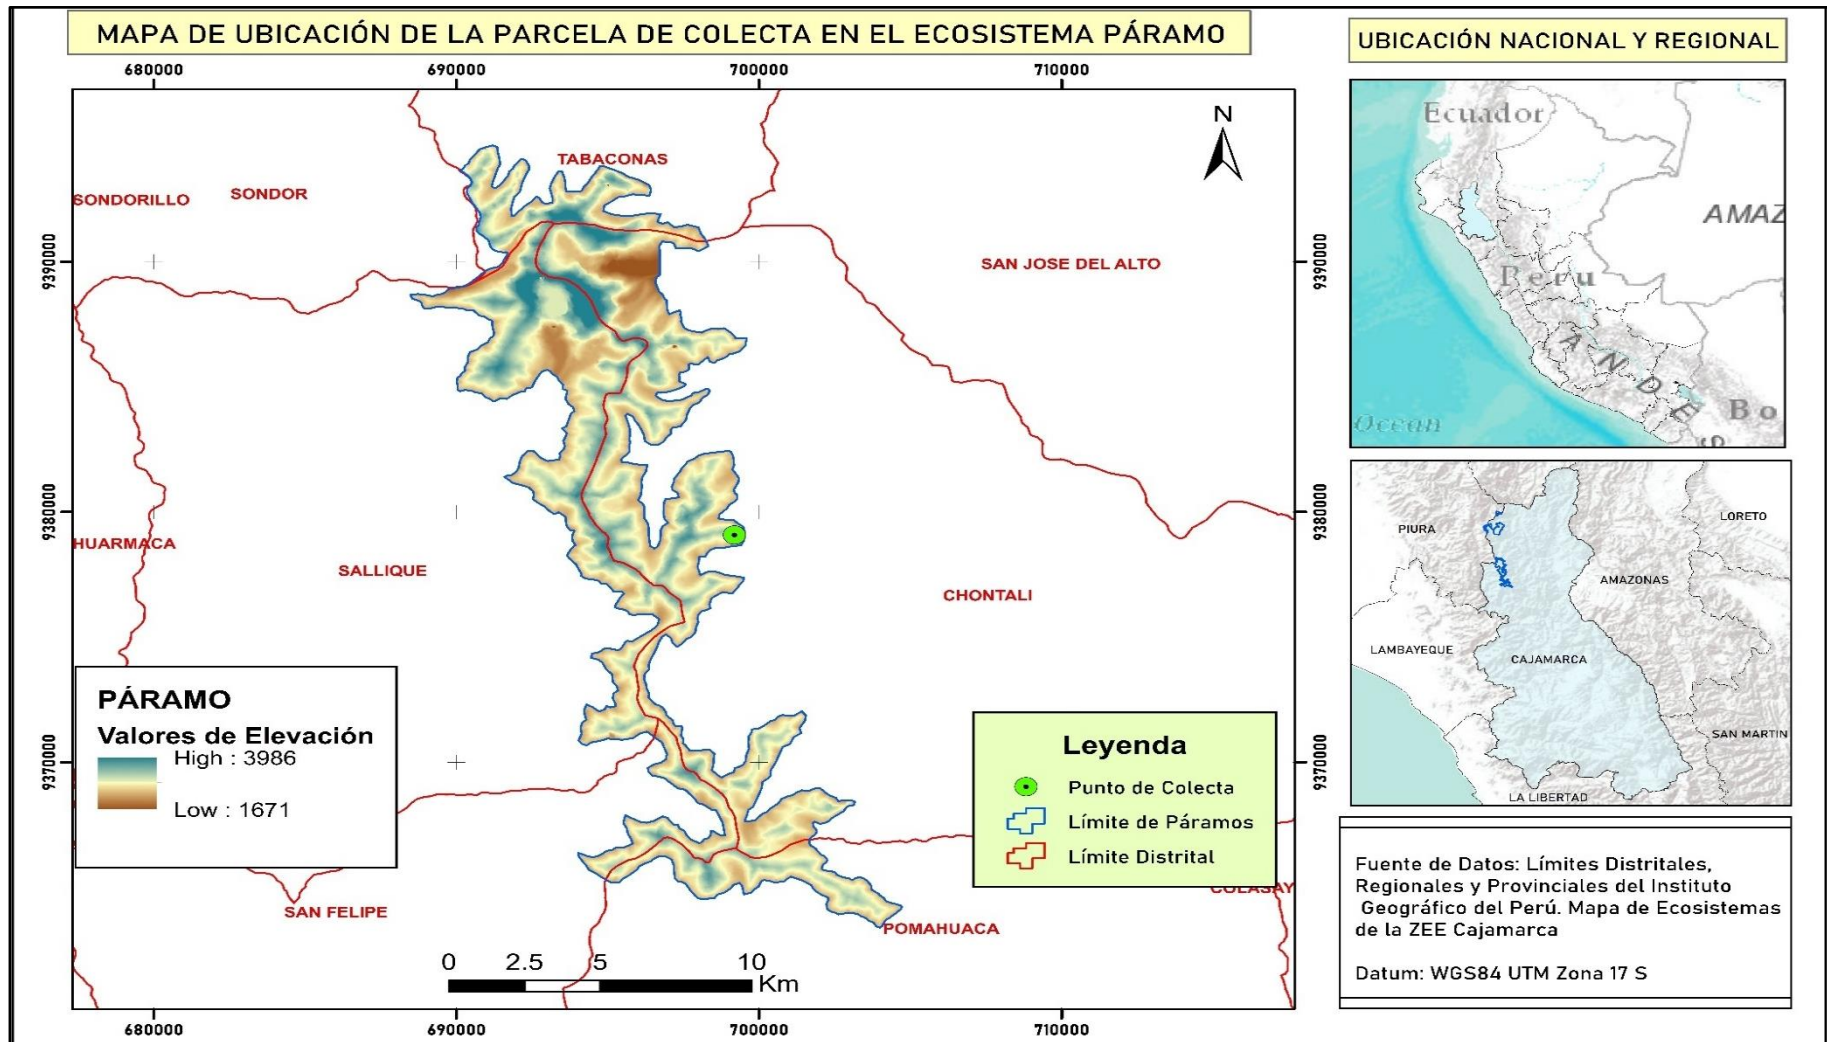 MAPA DE UBICACIÓN DE LA PARCELA DE COLECTA EN EL ECOSISTEMA PÁRAMO
680000
690000
700000
710000
N
TABACONAS
SONDORILLO
SONDOR
SAN JOSE DEL ALTO
9390000
9390000
9380000
9380000
HUARMACA
SALLIQUE
CHONTALI
9370000
9370000
PÁRAMO
Valores de Elevación
High : 3986
Low : 1671
Leyenda
Punto de Colecta
Límite de Páramos
Límite Distrital
COLASAY
SAN FELIPE
POMAHUACA
0 2.5 5 10
Km
680000
690000
700000
710000
UBICACIÓN NACIONAL Y REGIONAL
Ecuador
AMAZ
Peru
ANDES
Bo
Ocean
PIURA
LORETO
AMAZONAS
LAMBAYEQUE
CAJAMARCA
SAN MARTIN
LA LIBERTAD
Fuente de Datos: Límites Distritales,
Regionales y Provinciales del Instituto
Geográfico del Perú. Mapa de Ecosistemas
de la ZEE Cajamarca
Datum: WGS84 UTM Zona 17 S